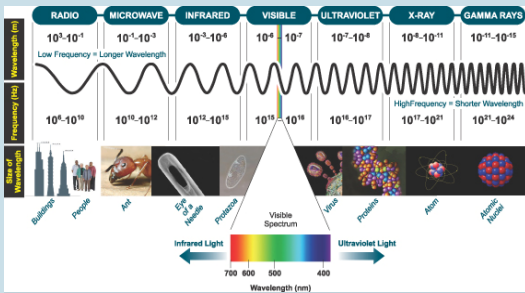 RADIO MICROWAVE INFRARED VISIBLE ULTRAVIOLET X-RAY GAMMA RAYS
Wavelength (m)
10³-10⁻¹ 10⁻¹-10⁻³ 10⁻³-10⁻⁶ 10⁻⁶ 10⁻⁷ 10⁻⁷-10⁻⁸ 10⁻⁸-10⁻¹¹ 10⁻¹¹-10⁻¹⁵
Low Frequency = Longer Wavelength
HighFrequency = Shorter Wavelength
Frequency (Hz)
10⁶-10¹⁰ 10¹⁰-10¹² 10¹²-10¹⁵ 10¹⁵ 10¹⁶ 10¹⁶-10¹⁷ 10¹⁷-10²¹ 10²¹-10²⁴
Size of
Wavelength
Buildings
People
Ant
Eye
of a
Needle
Protozoa
Virus
Proteins
Atom
Atomic
Nuclei
Visible
Spectrum
Infrared Light
Ultraviolet Light
700 600 500 400
Wavelength (nm)